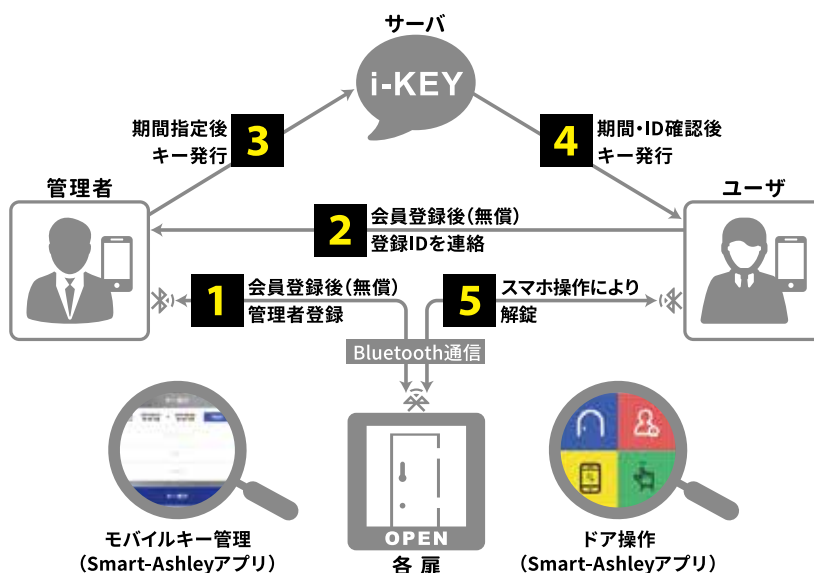 サーバ
i-KEY
期間指定後
キー発行
3
4
期間・ID確認後
キー発行
管理者
ユーザ
2
会員登録後(無償)
登録IDを連絡
1
会員登録後(無償)
管理者登録
5
スマホ操作により
解錠
Bluetooth通信
OPEN
各扉
モバイルキー管理
(Smart-Ashleyアプリ)
ドア操作
(Smart-Ashleyアプリ)